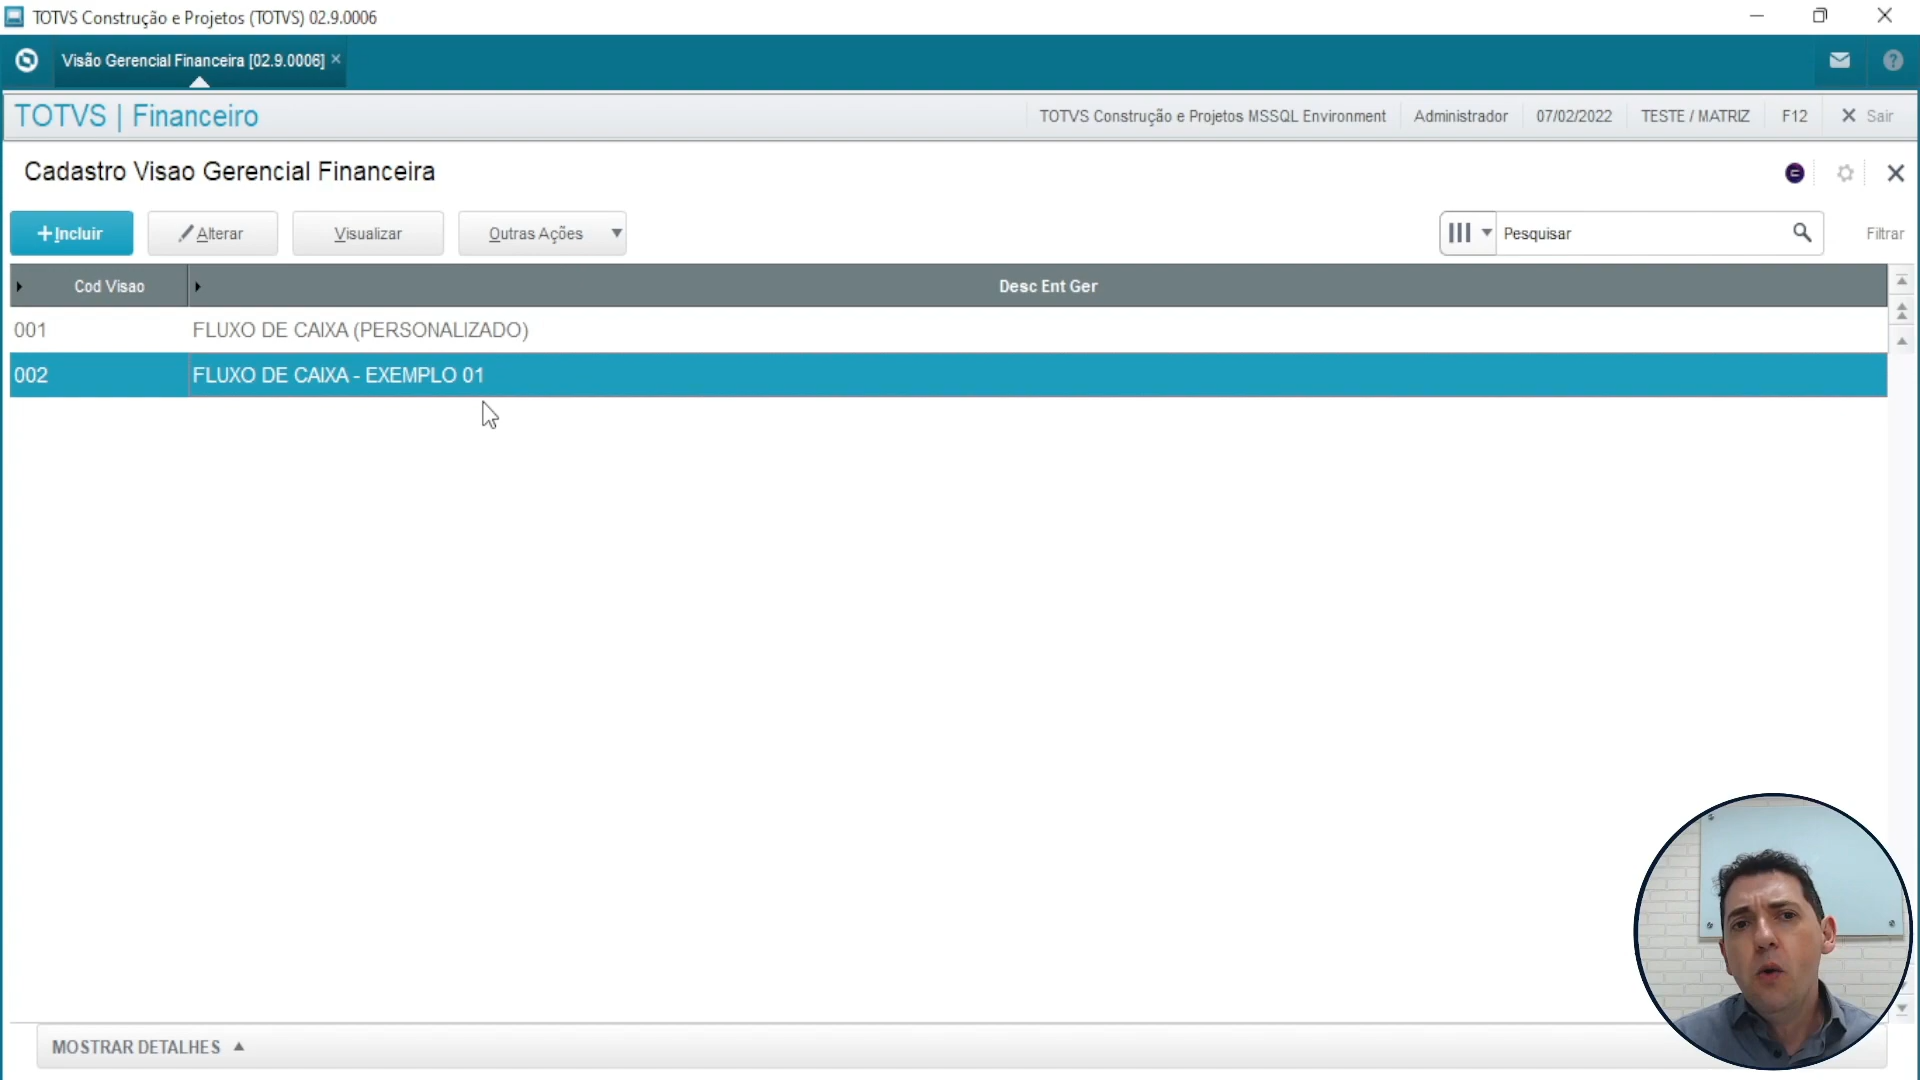 TOTVS Construção e Projetos (TOTVS) 02.9.0006
Visão Gerencial Financeira [02.9.0006] ×
TOTVS | Financeiro
TOTVS Construção e Projetos MSSQL Environment
Administrador
07/02/2022
TESTE / MATRIZ
F12
Sair
Cadastro Visao Gerencial Financeira
+Incluir
Alterar
Visualizar
Outras Ações
Pesquisar
Filtrar
Cod Visao
Desc Ent Ger
001 FLUXO DE CAIXA (PERSONALIZADO)
002 FLUXO DE CAIXA - EXEMPLO 01
MOSTRAR DETALHES